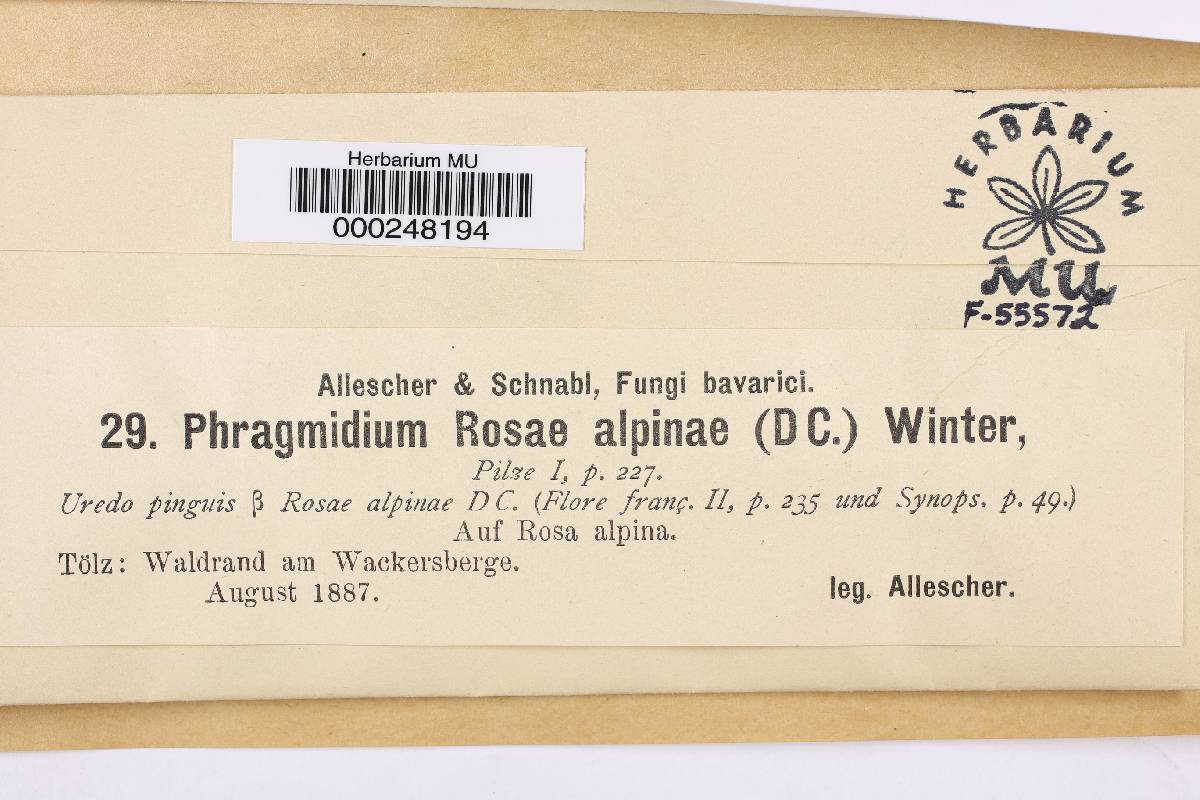 Herbarium MU
000248194
HERBARIUM
MU
F-55572
Allescher & Schnabl, Fungi bavarici.
29. Phragmidium Rosae alpinae (DC.) Winter,
Pilze I, p. 227.
Uredo pinguis β Rosae alpinae DC. (Flore franç. II, p. 235 und Synops. p. 49.)
Auf Rosa alpina.
Tölz: Waldrand am Wackersberge.
August 1887.
leg. Allescher.